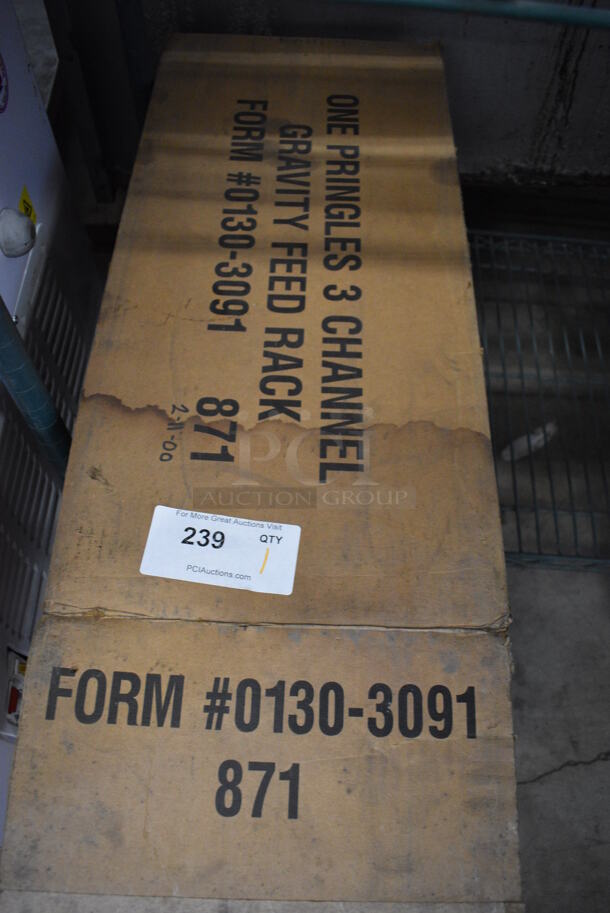 ONE PRINGLES 3 CHANNEL
GRAVITY FEED RACK
FORM #0130-3091 871
2-11-00
PCI
AUCTION GROUP
For More Great Auctions Visit
239 QTY 1
PCIAuctions.com
FORM #0130-3091
871